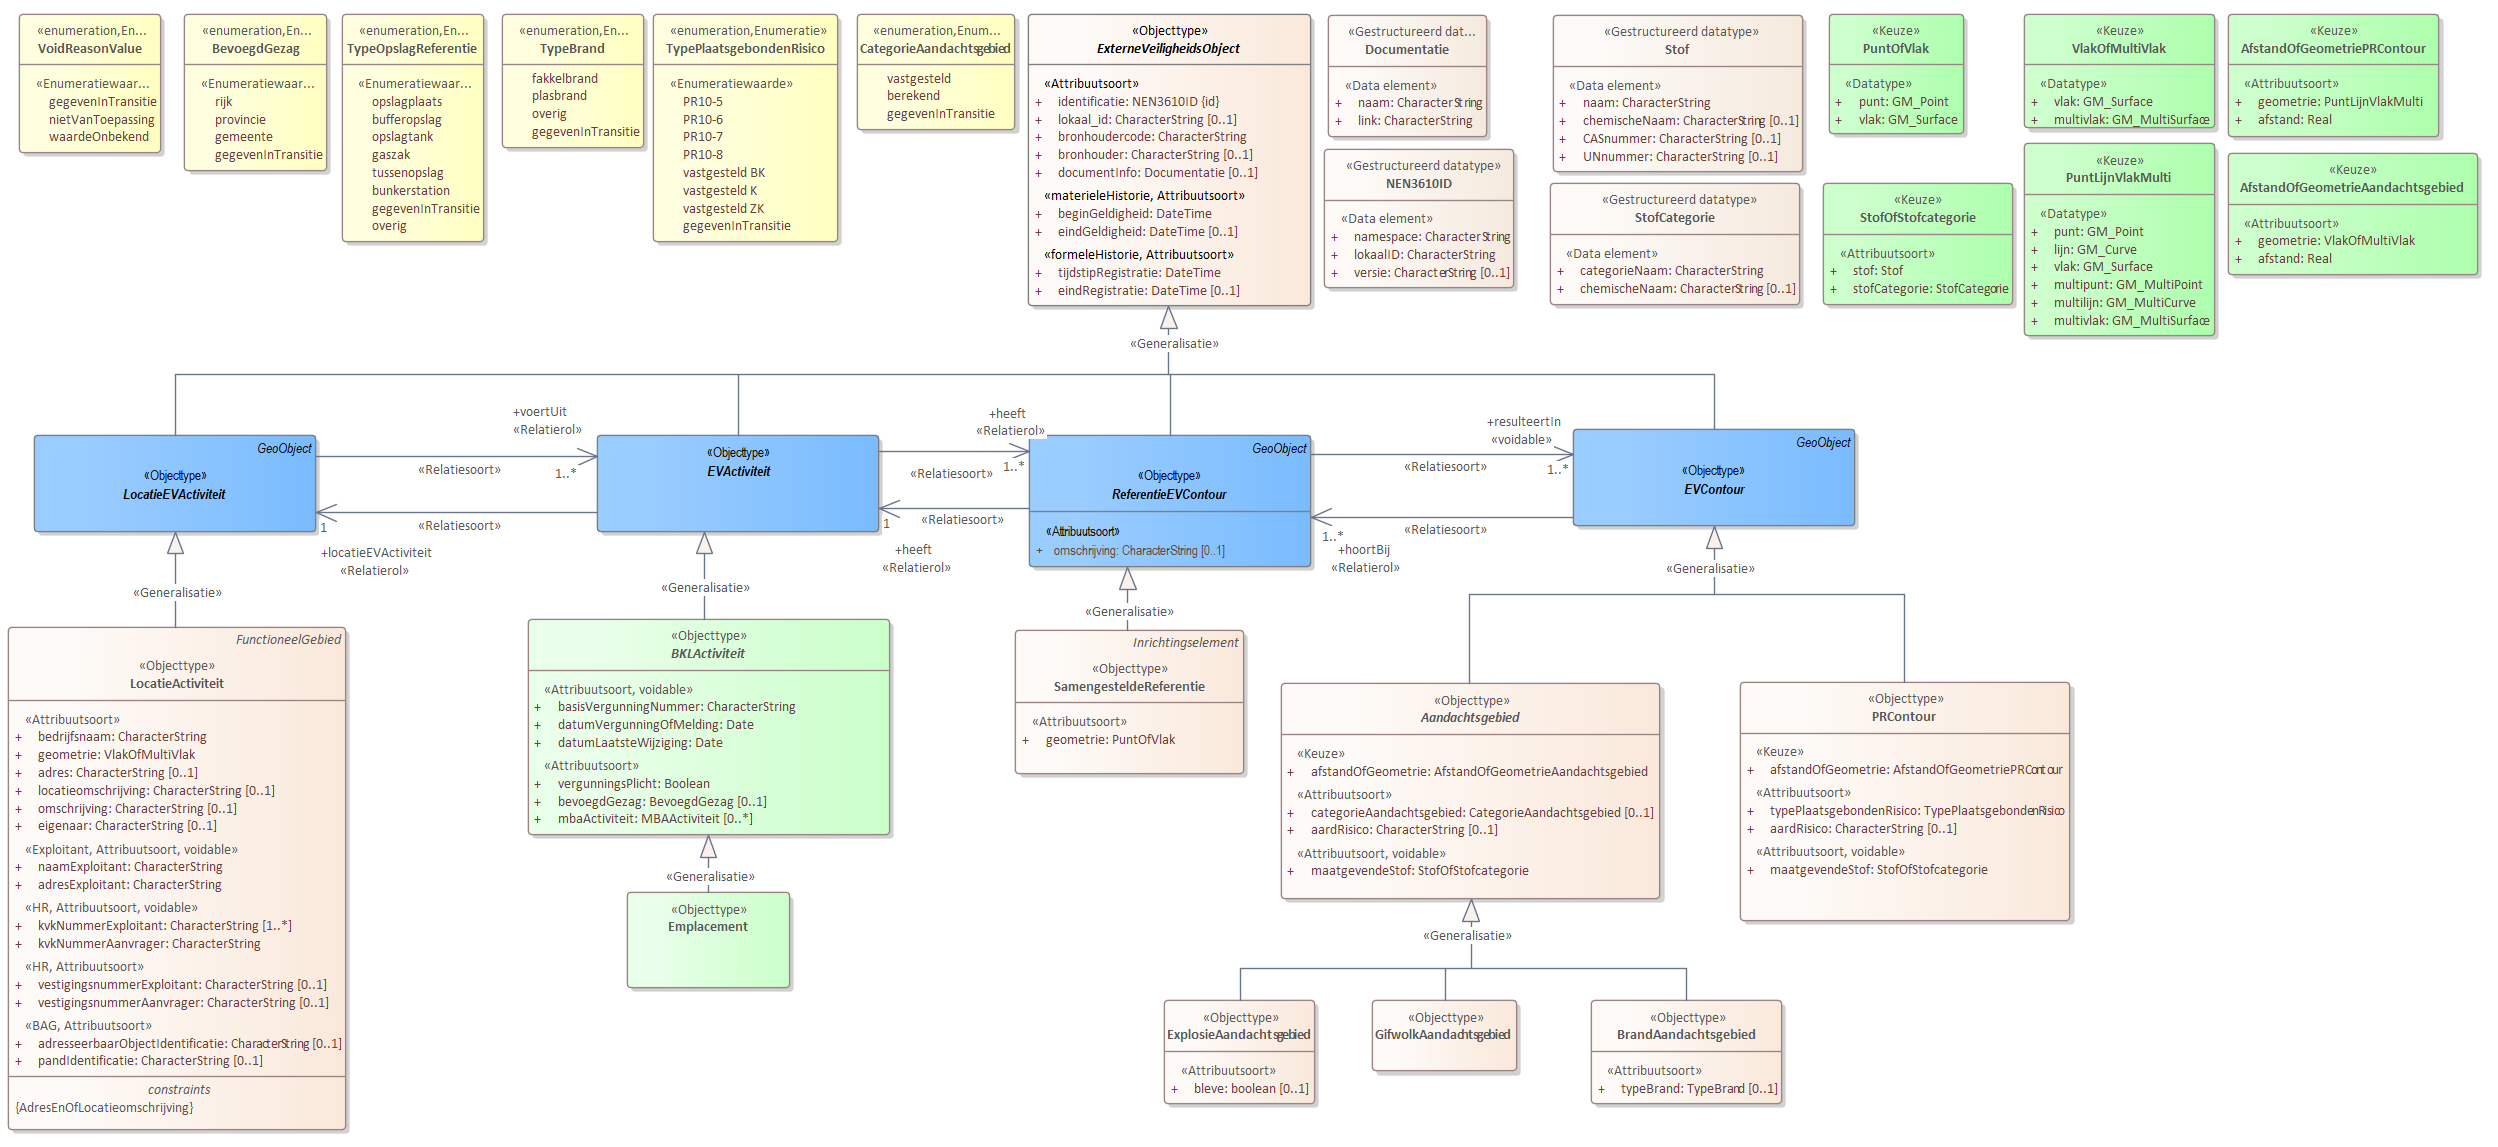 «enumeration,En...
VoidReasonValue
«Enumeratiewaar...
gegevenInTransitie
nietVanToepassing
waardeOnbekend
«enumeration,En...
BevoegdGezag
«Enumeratiewaar...
rijk
provincie
gemeente
gegevenInTransitie
«enumeration,En...
TypeOpslagReferentie
«Enumeratiewaar...
opslagplaats
bufferopslag
opslagtank
gaszak
tussenopslag
bunkerstation
gegevenInTransitie
overig
«enumeration,En...
TypeBrand
fakkelbrand
plasbrand
overig
gegevenInTransitie
«enumeration,Enumeratie»
TypePlaatsgebondenRisico
«Enumeratiewaarde»
PR10-5
PR10-6
PR10-7
PR10-8
vastgesteld BK
vastgesteld K
vastgesteld ZK
gegevenInTransitie
«enumeration,Enum...
CategorieAandachtsgebied
vastgesteld
berekend
gegevenInTransitie
«Objecttype»
ExterneVeiligheidsObject
«Attribuutsoort»
+ identificatie: NEN3610ID {id}
+ lokaal_id: CharacterString [0..1]
+ bronhoudercode: CharacterString
+ bronhouder: CharacterString [0..1]
+ documentInfo: Documentatie [0..1]
«materieleHistorie, Attribuutsoort»
+ beginGeldigheid: DateTime
+ eindGeldigheid: DateTime [0..1]
«formeleHistorie, Attribuutsoort»
+ tijdstipRegistratie: DateTime
+ eindRegistratie: DateTime [0..1]
«Gestructureerd dat...
Documentatie
«Data element»
+ naam: CharacterString
+ link: CharacterString
«Gestructureerd datatype»
NEN3610ID
«Data element»
+ namespace: CharacterString
+ lokaalID: CharacterString
+ versie: CharacterString [0..1]
«Gestructureerd datatype»
Stof
«Data element»
+ naam: CharacterString
+ chemischeNaam: CharacterString [0..1]
+ CASnummer: CharacterString [0..1]
+ UNnummer: CharacterString [0..1]
«Gestructureerd datatype»
StofCategorie
«Data element»
+ categorieNaam: CharacterString
+ chemischeNaam: CharacterString [0..1]
«Keuze»
PuntOfVlak
«Datatype»
+ punt: GM_Point
+ vlak: GM_Surface
«Keuze»
StofOfStofcategorie
«Attribuutsoort»
+ stof: Stof
+ stofCategorie: StofCategorie
«Keuze»
VlakOfMultiVlak
«Datatype»
+ vlak: GM_Surface
+ multivlak: GM_MultiSurface
«Keuze»
PuntLijnVlakMulti
«Datatype»
+ punt: GM_Point
+ lijn: GM_Curve
+ vlak: GM_Surface
+ multipunt: GM_MultiPoint
+ multilijn: GM_MultiCurve
+ multivlak: GM_MultiSurface
«Keuze»
AfstandOfGeometriePRContour
«Attribuutsoort»
+ geometrie: PuntLijnVlakMulti
+ afstand: Real
«Keuze»
AfstandOfGeometrieAandachtsgebied
«Attribuutsoort»
+ geometrie: VlakOfMultiVlak
+ afstand: Real
«Generalisatie»
GeoObject
«Objecttype»
LocatieEVActiviteit
+voertUit
«Relatierol»
«Relatiesoort»
1..*
«Relatiesoort»
1
+locatieEVActiviteit
«Relatierol»
«Objecttype»
EVActiviteit
+heeft
«Relatierol»
1..*
«Relatiesoort»
«Relatiesoort»
1
+heeft
«Relatierol»
GeoObject
«Objecttype»
ReferentieEVContour
«Attribuutsoort»
+ omschrijving: CharacterString [0..1]
+resulteertIn
«voidable»
1..*
«Relatiesoort»
«Relatiesoort»
1..*
+hoortBij
«Relatierol»
GeoObject
«Objecttype»
EVContour
«Generalisatie»
«Generalisatie»
«Generalisatie»
«Generalisatie»
FunctioneelGebied
«Objecttype»
LocatieActiviteit
«Attribuutsoort»
+ bedrijfsnaam: CharacterString
+ geometrie: VlakOfMultiVlak
+ adres: CharacterString [0..1]
+ locatieomschrijving: CharacterString [0..1]
+ omschrijving: CharacterString [0..1]
+ eigenaar: CharacterString [0..1]
«Exploitant, Attribuutsoort, voidable»
+ naamExploitant: CharacterString
+ adresExploitant: CharacterString
«HR, Attribuutsoort, voidable»
+ kvkNummerExploitant: CharacterString [1..*]
+ kvkNummerAanvrager: CharacterString
«HR, Attribuutsoort»
+ vestigingsnummerExploitant: CharacterString [0..1]
+ vestigingsnummerAanvrager: CharacterString [0..1]
«BAG, Attribuutsoort»
+ adresseerbaarObjectIdentificatie: CharacterString [0..1]
+ pandIdentificatie: CharacterString [0..1]
constraints
{AdresEnOfLocatieomschrijving}
«Objecttype»
BKLActiviteit
«Attribuutsoort, voidable»
+ basisVergunningNummer: CharacterString
+ datumVergunningOfMelding: Date
+ datumLaatsteWijziging: Date
«Attribuutsoort»
+ vergunningsPlicht: Boolean
+ bevoegdGezag: BevoegdGezag [0..1]
+ mbaActiviteit: MBAActiviteit [0..*]
«Generalisatie»
«Objecttype»
Emplacement
Inrichtingselement
«Objecttype»
SamengesteldeReferentie
«Attribuutsoort»
+ geometrie: PuntOfVlak
«Objecttype»
Aandachtsgebied
«Keuze»
+ afstandOfGeometrie: AfstandOfGeometrieAandachtsgebied
«Attribuutsoort»
+ categorieAandachtsgebied: CategorieAandachtsgebied [0..1]
+ aardRisico: CharacterString [0..1]
«Attribuutsoort, voidable»
+ maatgevendeStof: StofOfStofcategorie
«Objecttype»
PRContour
«Keuze»
+ afstandOfGeometrie: AfstandOfGeometriePRContour
«Attribuutsoort»
+ typePlaatsgebondenRisico: TypePlaatsgebondenRisico
+ aardRisico: CharacterString [0..1]
«Attribuutsoort, voidable»
+ maatgevendeStof: StofOfStofcategorie
«Generalisatie»
«Objecttype»
ExplosieAandachtsgebied
«Attribuutsoort»
+ bleve: boolean [0..1]
«Objecttype»
GifwolkAandachtsgebied
«Objecttype»
BrandAandachtsgebied
«Attribuutsoort»
+ typeBrand: TypeBrand [0..1]